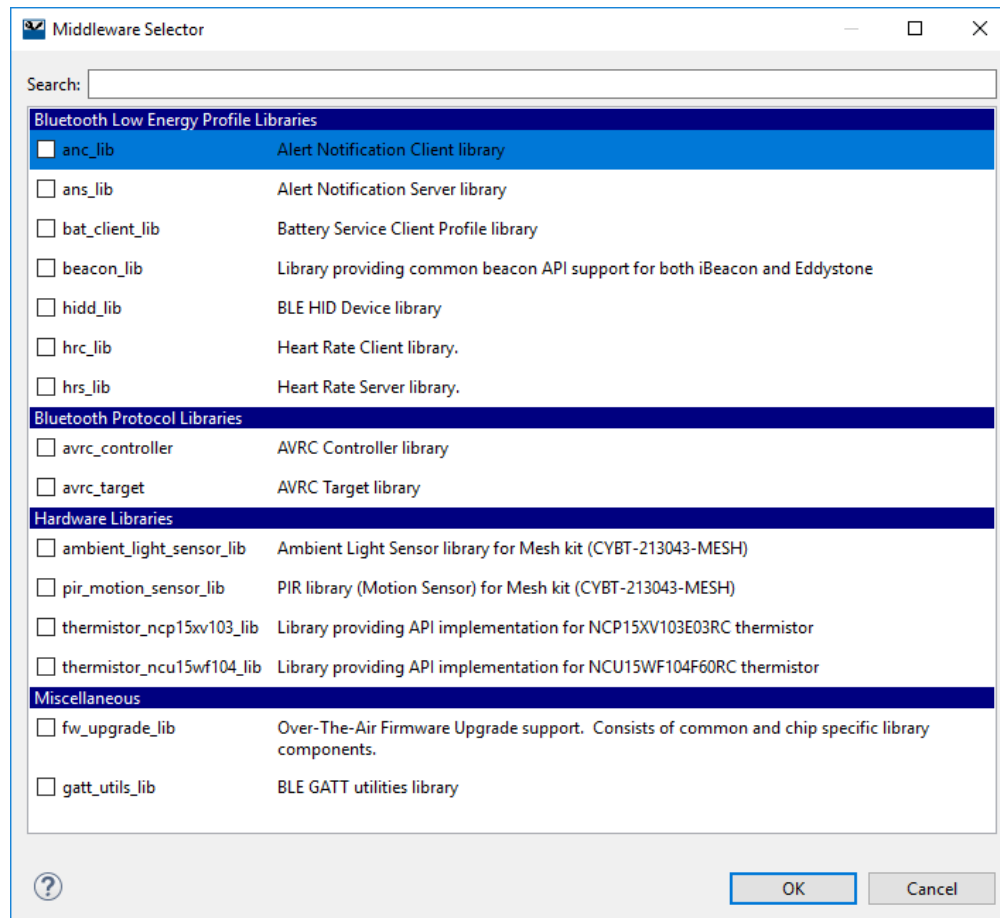 Middleware Selector
Search:
Bluetooth Low Energy Profile Libraries
anc_lib Alert Notification Client library
ans_lib Alert Notification Server library
bat_client_lib Battery Service Client Profile library
beacon_lib Library providing common beacon API support for both iBeacon and Eddystone
hidd_lib BLE HID Device library
hrc_lib Heart Rate Client library.
hrs_lib Heart Rate Server library.
Bluetooth Protocol Libraries
avrc_controller AVRC Controller library
avrc_target AVRC Target library
Hardware Libraries
ambient_light_sensor_lib Ambient Light Sensor library for Mesh kit (CYBT-213043-MESH)
pir_motion_sensor_lib PIR library (Motion Sensor) for Mesh kit (CYBT-213043-MESH)
thermistor_ncp15xv103_lib Library providing API implementation for NCP15XV103E03RC thermistor
thermistor_ncu15wf104_lib Library providing API implementation for NCU15WF104F60RC thermistor
Miscellaneous
fw_upgrade_lib Over-The-Air Firmware Upgrade support. Consists of common and chip specific library
components.
gatt_utils_lib BLE GATT utilities library
? OK Cancel